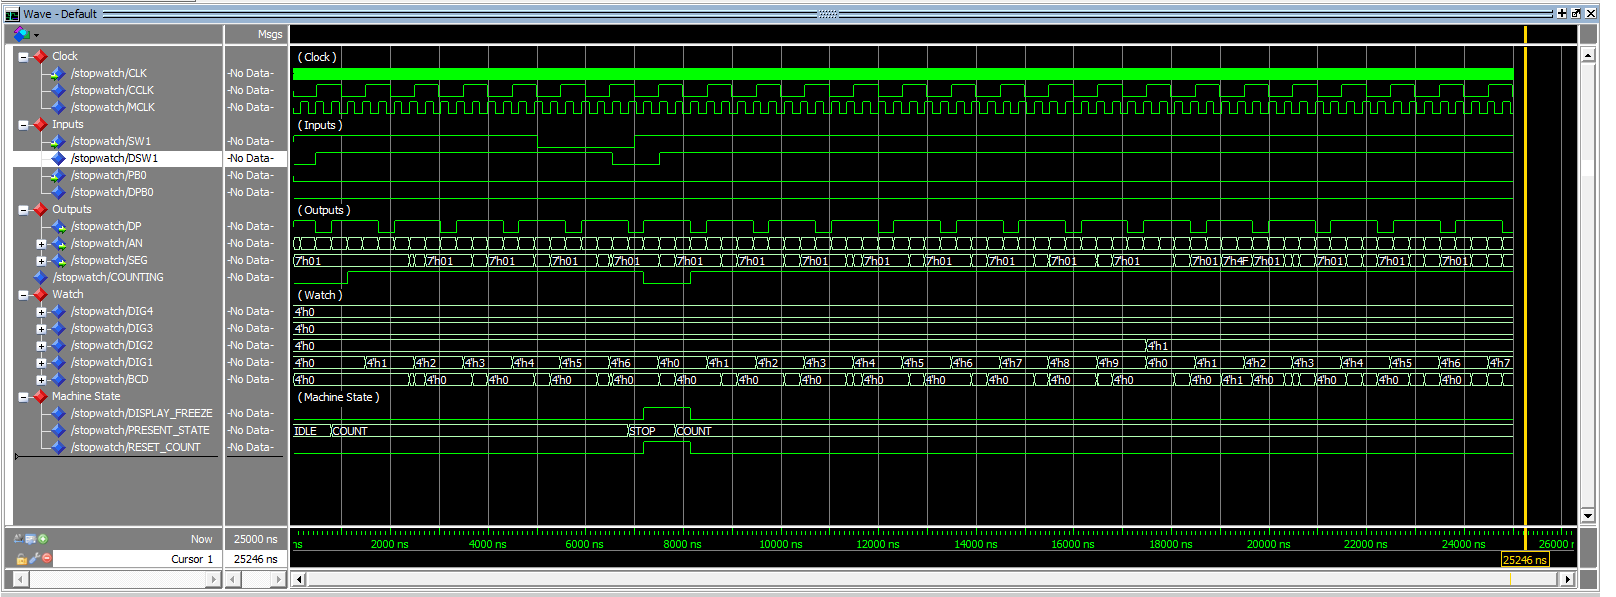 Wave - Default
Msgs
Clock
/stopwatch/CLK -No Data-
/stopwatch/CCLK -No Data-
/stopwatch/MCLK -No Data-
Inputs
/stopwatch/SW1 -No Data-
/stopwatch/DSW1 -No Data-
/stopwatch/PB0 -No Data-
/stopwatch/DPB0 -No Data-
Outputs
/stopwatch/DP -No Data-
/stopwatch/AN -No Data-
/stopwatch/SEG -No Data-
/stopwatch/COUNTING -No Data-
Watch
/stopwatch/DIG4 -No Data-
/stopwatch/DIG3 -No Data-
/stopwatch/DIG2 -No Data-
/stopwatch/DIG1 -No Data-
/stopwatch/BCD -No Data-
Machine State
/stopwatch/DISPLAY_FREEZE -No Data-
/stopwatch/PRESENT_STATE -No Data-
/stopwatch/RESET_COUNT -No Data-
( Clock )
( Inputs )
( Outputs )
7'h01 7'h01 7'h01 7'h01 7'h01 7'h01 7'h01 7'h01 7'h01 7'h01 7'h01 7'h01 7'h01 7'h01 7'h4F 7'h01 7'h01 7'h01 7'h01
( Watch )
4'h0
4'h0
4'h0 4'h1
4'h0 4'h1 4'h2 4'h3 4'h4 4'h5 4'h6 4'h0 4'h1 4'h2 4'h3 4'h4 4'h5 4'h6 4'h7 4'h8 4'h9 4'h0 4'h1 4'h2 4'h3 4'h4 4'h5 4'h6 4'h7
4'h0 4'h0 4'h0 4'h0 4'h0 4'h0 4'h0 4'h0 4'h0 4'h0 4'h0 4'h0 4'h0 4'h0 4'h1 4'h0 4'h0 4'h0 4'h0
( Machine State )
IDLE COUNT STOP COUNT
Now 25000 ns
Cursor 1 25246 ns
ns 2000 ns 4000 ns 6000 ns 8000 ns 10000 ns 12000 ns 14000 ns 16000 ns 18000 ns 20000 ns 22000 ns 24000 ns 26000 r
25246 ns